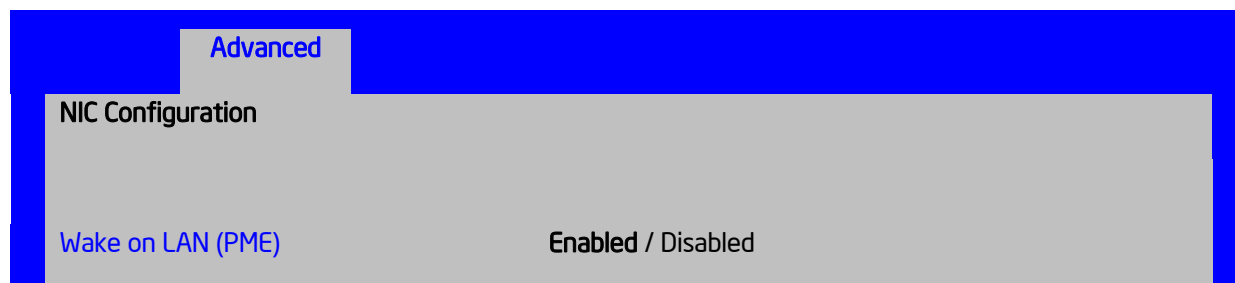 Advanced
NIC Configuration
Wake on LAN (PME) Enabled / Disabled